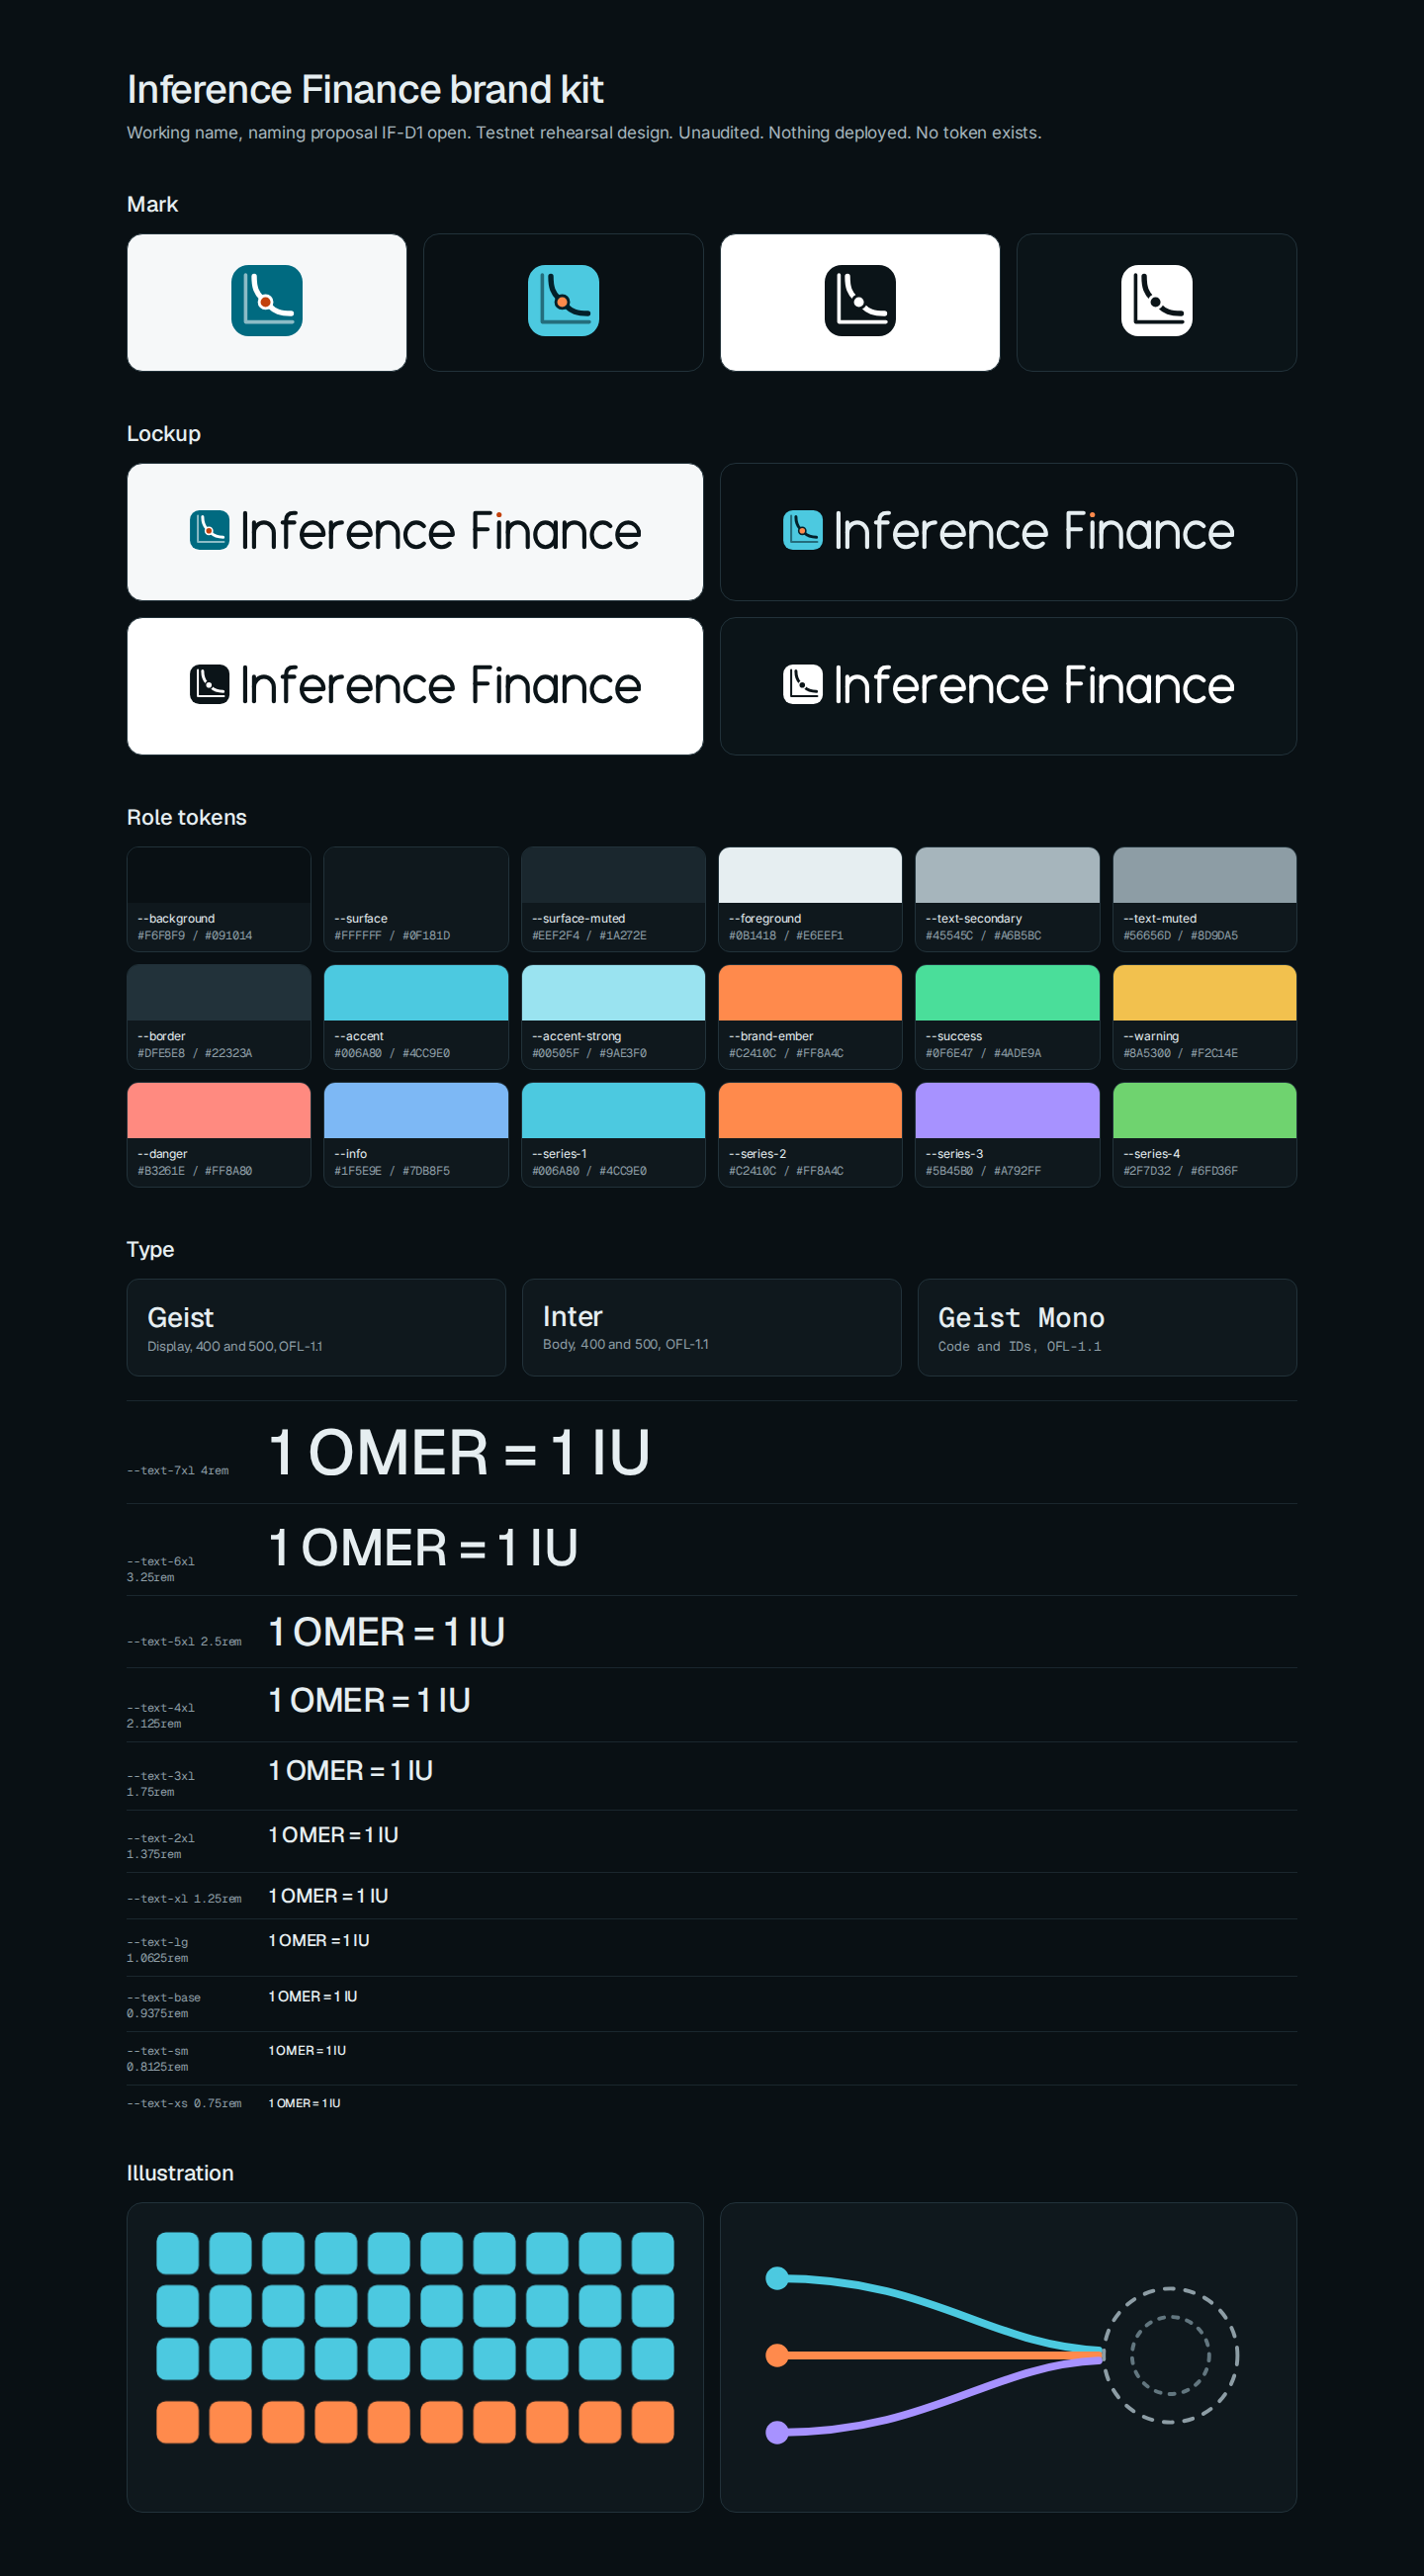 Inference Finance brand kit
Working name, naming proposal IF-D1 open. Testnet rehearsal design. Unaudited. Nothing deployed. No token exists.
Mark
Lockup
Inference Finance
Inference Finance
Inference Finance
Inference Finance
Role tokens
--background
#F6F8F9 / #091014
--surface
#FFFFFF / #0F181D
--surface-muted
#EEF2F4 / #1A272E
--foreground
#0B1418 / #E6EEF1
--text-secondary
#45545C / #A6B5BC
--text-muted
#56656D / #8D9DA5
--border
#DFE5E8 / #22323A
--accent
#006A80 / #4CC9E0
--accent-strong
#00505F / #9AE3F0
--brand-ember
#C2410C / #FF8A4C
--success
#0F6E47 / #4ADE9A
--warning
#8A5300 / #F2C14E
--danger
#B3261E / #FF8A80
--info
#1F5E9E / #7DB8F5
--series-1
#006A80 / #4CC9E0
--series-2
#C2410C / #FF8A4C
--series-3
#5B45B0 / #A792FF
--series-4
#2F7D32 / #6FD36F
Type
Geist
Display, 400 and 500, OFL-1.1
Inter
Body, 400 and 500, OFL-1.1
Geist Mono
Code and IDs, OFL-1.1
--text-7xl 4rem
1 OMER = 1 IU
--text-6xl
3.25rem
1 OMER = 1 IU
--text-5xl 2.5rem
1 OMER = 1 IU
--text-4xl
2.125rem
1 OMER = 1 IU
--text-3xl
1.75rem
1 OMER = 1 IU
--text-2xl
1.375rem
1 OMER = 1 IU
--text-xl 1.25rem
1 OMER = 1 IU
--text-lg
1.0625rem
1 OMER = 1 IU
--text-base
0.9375rem
1 OMER = 1 IU
--text-sm
0.8125rem
1 OMER = 1 IU
--text-xs 0.75rem
1 OMER = 1 IU
Illustration